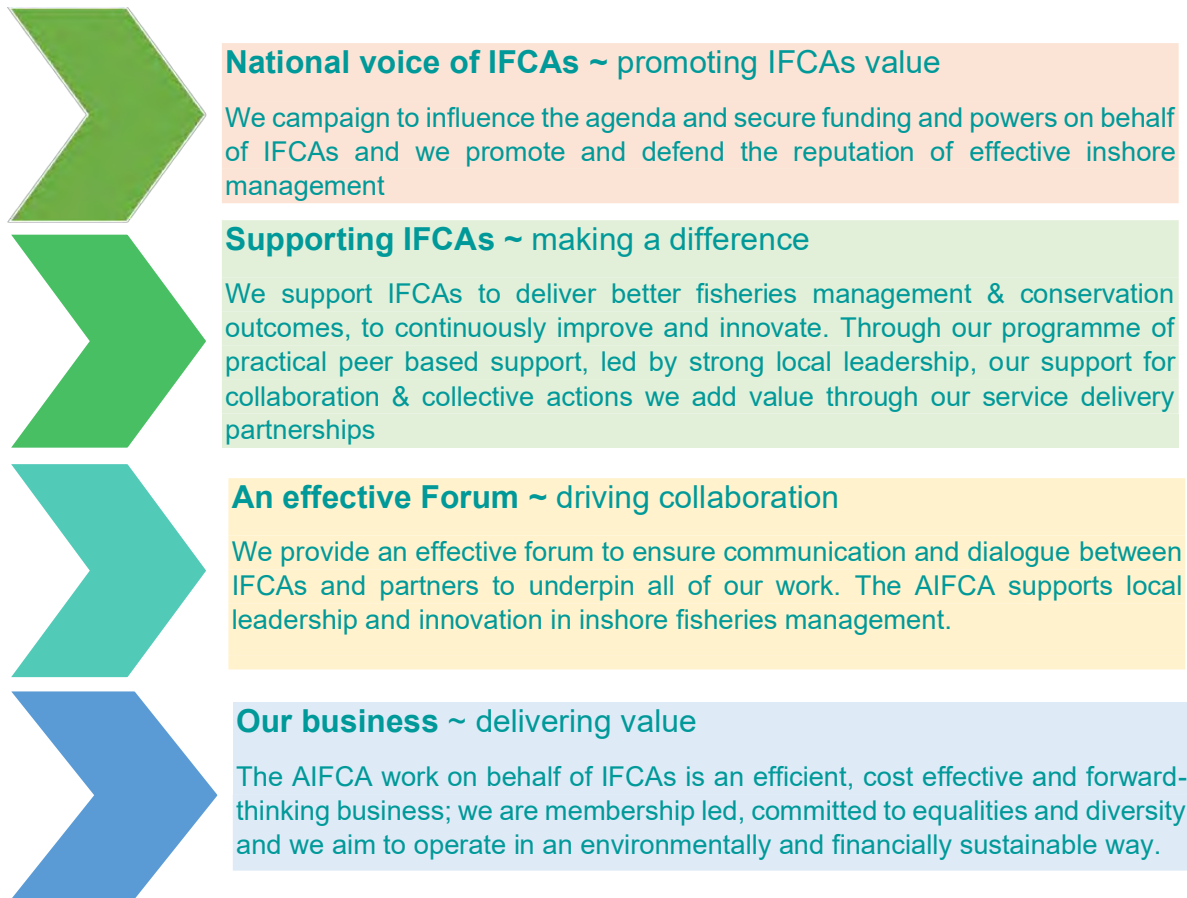 National voice of IFCAs ~ promoting IFCAs value
We campaign to influence the agenda and secure funding and powers on behalf
of IFCAs and we promote and defend the reputation of effective inshore
management
Supporting IFCAs ~ making a difference
We support IFCAs to deliver better fisheries management & conservation
outcomes, to continuously improve and innovate. Through our programme of
practical peer based support, led by strong local leadership, our support for
collaboration & collective actions we add value through our service delivery
partnerships
An effective Forum ~ driving collaboration
We provide an effective forum to ensure communication and dialogue between
IFCAs and partners to underpin all of our work. The AIFCA supports local
leadership and innovation in inshore fisheries management.
Our business ~ delivering value
The AIFCA work on behalf of IFCAs is an efficient, cost effective and forward-
thinking business; we are membership led, committed to equalities and diversity
and we aim to operate in an environmentally and financially sustainable way.